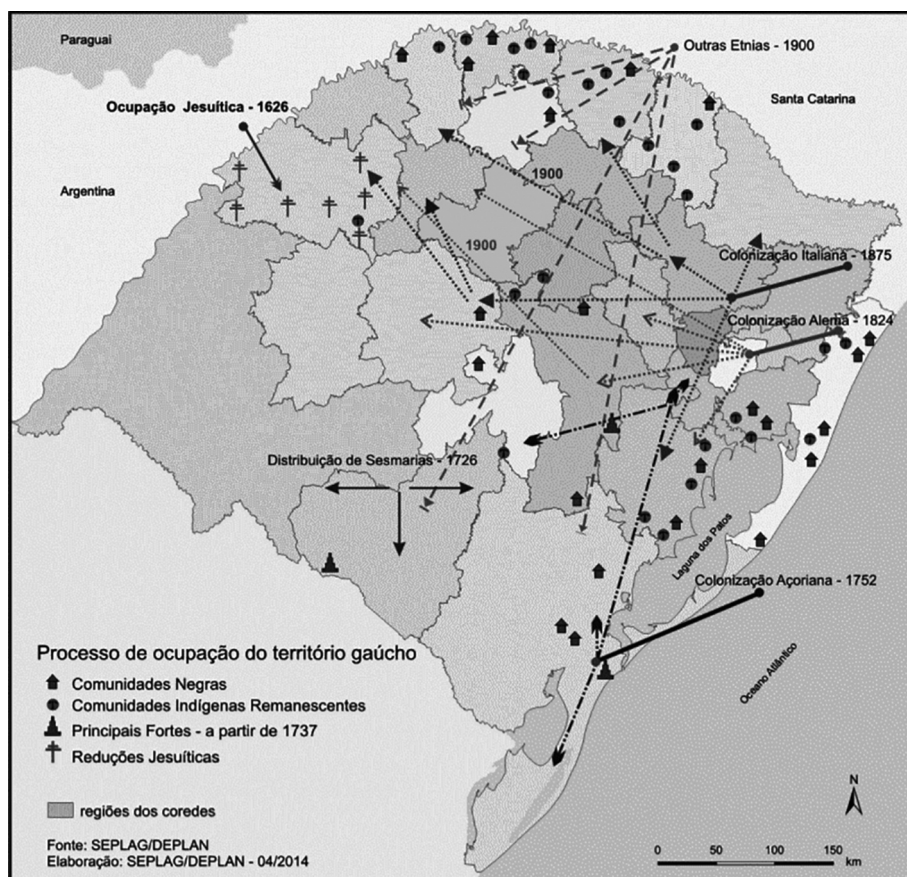 Paraguai
Outras Etnias - 1900
Santa Catarina
Ocupação Jesuítica - 1626
Argentina
1900
1900
Colonização Italiana - 1875
Colonização Alemã - 1824
Distribuição de Sesmarias - 1726
Laguna dos Patos
Colonização Açoriana - 1752
Oceano Atlântico
Processo de ocupação do território gaúcho
Comunidades Negras
Comunidades Indígenas Remanescentes
Principais Fortes - a partir de 1737
Reduções Jesuíticas
regiões dos coredes
Fonte: SEPLAG/DEPLAN
Elaboração: SEPLAG/DEPLAN - 04/2014
N
0 50 100 150
km